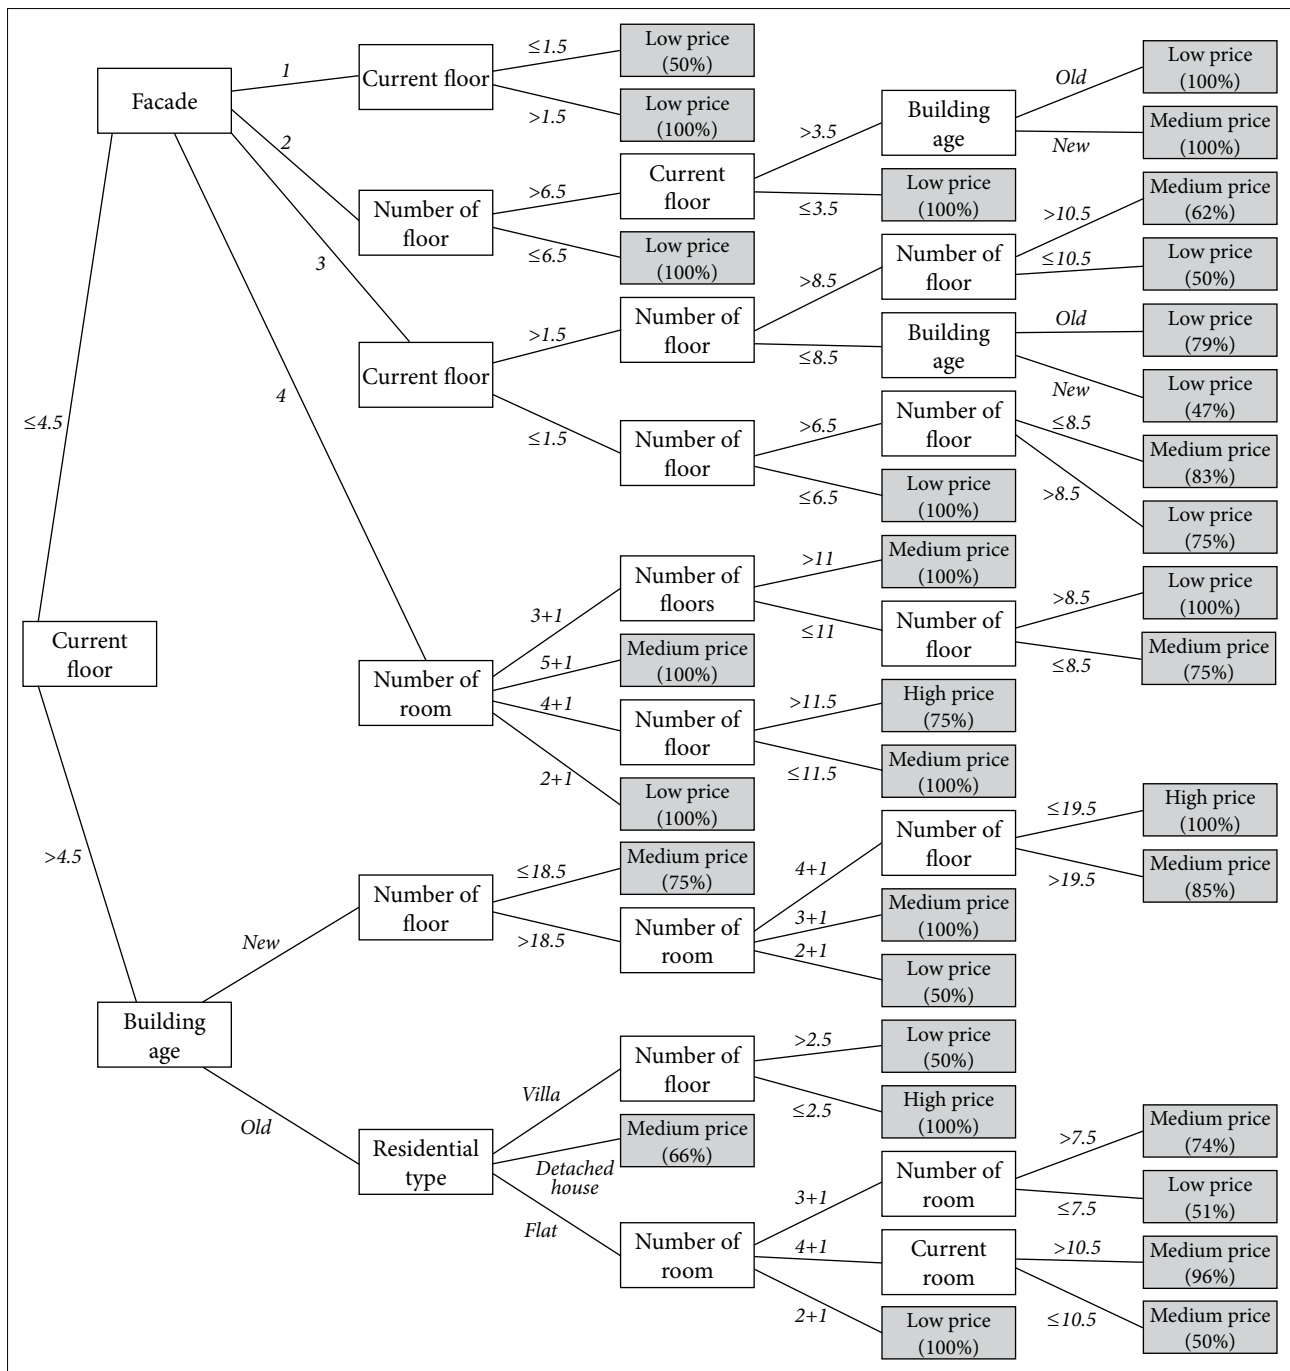 Current
floor
≤4.5
>4.5
Facade
1
2
3
4
Current floor
≤1.5
Low price
(50%)
>1.5
Low price
(100%)
Number of
floor
>6.5
Current
floor
>3.5
Building
age
Old
Low price
(100%)
New
Medium price
(100%)
≤3.5
Low price
(100%)
≤6.5
Low price
(100%)
Current floor
>1.5
Number of
floor
>8.5
Number of
floor
>10.5
Medium price
(62%)
≤10.5
Low price
(50%)
≤8.5
Building
age
Old
Low price
(79%)
New
Low price
(47%)
≤1.5
Number of
floor
>6.5
Number of
floor
≤8.5
Medium price
(83%)
>8.5
Low price
(75%)
≤6.5
Low price
(100%)
Number of
room
3+1
Number of
floors
>11
Medium price
(100%)
≤11
Number of
floor
>8.5
Low price
(100%)
≤8.5
Medium price
(75%)
5+1
Medium price
(100%)
4+1
Number of
floor
>11.5
High price
(75%)
≤11.5
Medium price
(100%)
2+1
Low price
(100%)
Building
age
New
Number of
floor
≤18.5
Medium price
(75%)
>18.5
Number of
room
4+1
Number of
floor
≤19.5
High price
(100%)
>19.5
Medium price
(85%)
3+1
Medium price
(100%)
2+1
Low price
(50%)
Old
Residential
type
Villa
Number of
floor
>2.5
Low price
(50%)
≤2.5
High price
(100%)
Detached
house
Medium price
(66%)
Flat
Number of
room
3+1
Number of
room
>7.5
Medium price
(74%)
≤7.5
Low price
(51%)
4+1
Current
room
>10.5
Medium price
(96%)
≤10.5
Medium price
(50%)
2+1
Low price
(100%)